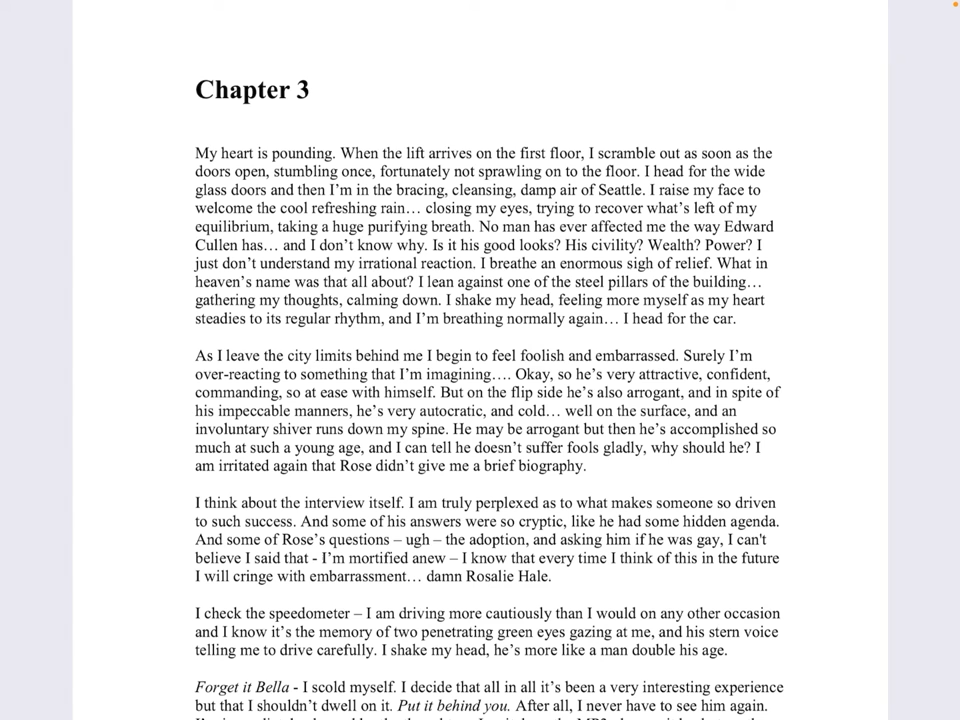 Chapter 3
My heart is pounding. When the lift arrives on the first floor, I scramble out as soon as the
doors open, stumbling once, fortunately not sprawling on to the floor. I head for the wide
glass doors and then I'm in the bracing, cleansing, damp air of Seattle. I raise my face to
welcome the cool refreshing rain… closing my eyes, trying to recover what's left of my
equilibrium, taking a huge purifying breath. No man has ever affected me the way Edward
Cullen has… and I don't know why. Is it his good looks? His civility? Wealth? Power? I
just don't understand my irrational reaction. I breathe an enormous sigh of relief. What in
heaven's name was that all about? I lean against one of the steel pillars of the building…
gathering my thoughts, calming down. I shake my head, feeling more myself as my heart
steadies to its regular rhythm, and I'm breathing normally again… I head for the car.
As I leave the city limits behind me I begin to feel foolish and embarrassed. Surely I'm
over-reacting to something that I'm imagining…. Okay, so he's very attractive, confident,
commanding, so at ease with himself. But on the flip side he's also arrogant, and in spite of
his impeccable manners, he's very autocratic, and cold… well on the surface, and an
involuntary shiver runs down my spine. He may be arrogant but then he's accomplished so
much at such a young age, and I can tell he doesn't suffer fools gladly, why should he? I
am irritated again that Rose didn't give me a brief biography.
I think about the interview itself. I am truly perplexed as to what makes someone so driven
to such success. And some of his answers were so cryptic, like he had some hidden agenda.
And some of Rose's questions – ugh – the adoption, and asking him if he was gay, I can't
believe I said that - I'm mortified anew – I know that every time I think of this in the future
I will cringe with embarrassment… damn Rosalie Hale.
I check the speedometer – I am driving more cautiously than I would on any other occasion
and I know it's the memory of two penetrating green eyes gazing at me, and his stern voice
telling me to drive carefully. I shake my head, he's more like a man double his age.
Forget it Bella - I scold myself. I decide that all in all it's been a very interesting experience
but that I shouldn't dwell on it. Put it behind you. After all, I never have to see him again.